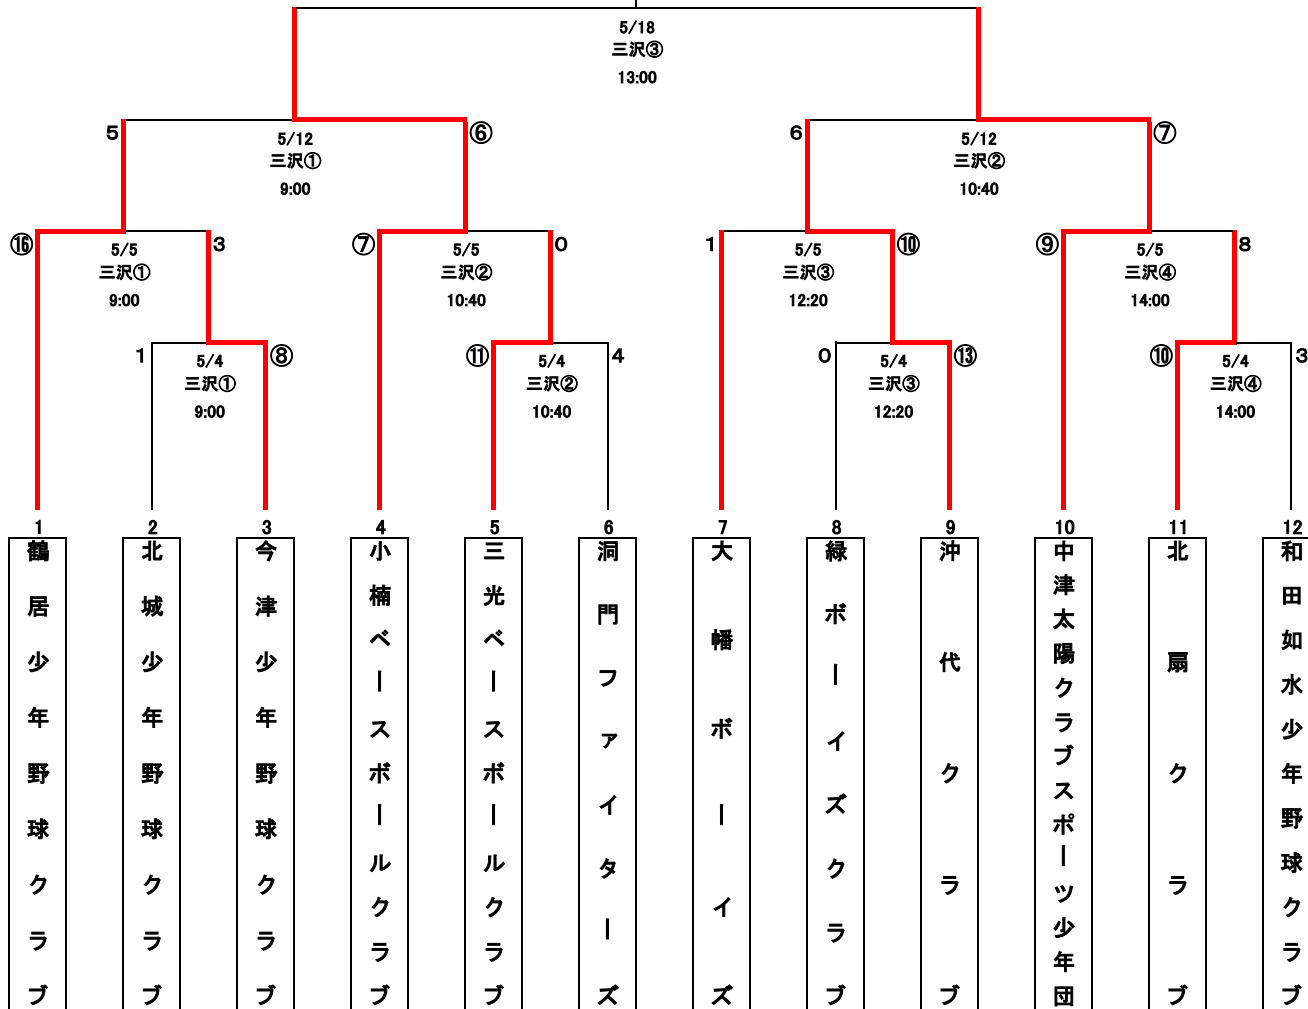 5/18
三沢③
13:00
5
5/12
三沢①
9:00
⑥
6
5/12
三沢②
10:40
⑦
⑯
5/5
三沢①
9:00
3
⑦
5/5
三沢②
10:40
0
1
5/5
三沢③
12:20
⑩
⑨
5/5
三沢④
14:00
8
1
5/4
三沢①
9:00
⑧
⑪
5/4
三沢②
10:40
4
0
5/4
三沢③
12:20
⑬
⑩
5/4
三沢④
14:00
3
1
鶴居少年野球クラブ
2
北城少年野球クラブ
3
今津少年野球クラブ
4
小楠ベースボールクラブ
5
三光ベースボールクラブ
6
洞門ファイターズ
7
大幡ボーイズ
8
緑ボーイズクラブ
9
沖代クラブ
10
中津太陽クラブスポーツ少年団
11
北扇クラブ
12
和田如水少年野球クラブ